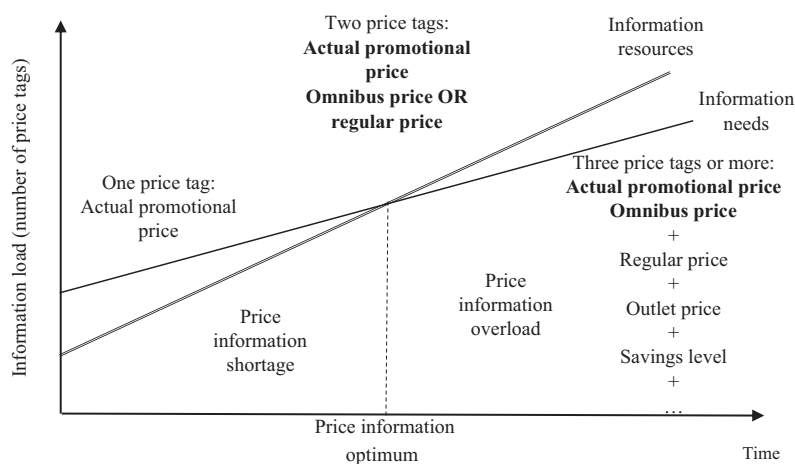 Two price tags:
Actual promotional
price
Omnibus price OR
regular price
Information
resources
Information
needs
One price tag:
Actual promotional
price
Three price tags or more:
Actual promotional price
Omnibus price
+
Regular price
+
Outlet price
+
Savings level
+
…
Price
information
shortage
Price
information
overload
Information load (number of price tags)
Price information
optimum
Time